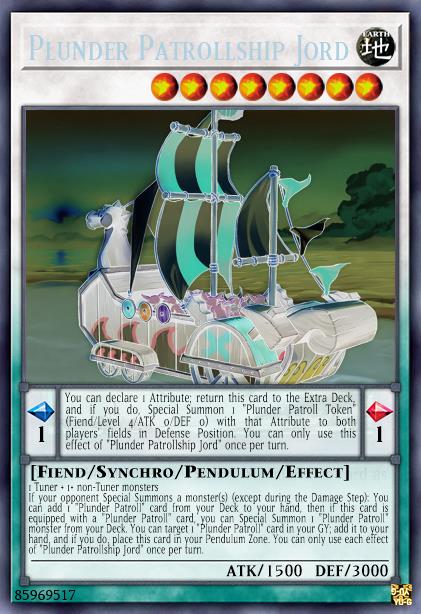 Plunder Patrollship Jord
EARTH
地
You can declare 1 Attribute; return this card to the Extra Deck,
and if you do, Special Summon 1 "Plunder Patroll Token"
(Fiend/Level 4/ATK 0/DEF 0) with that Attribute to both
players' fields in Defense Position. You can only use this
effect of "Plunder Patrollship Jord" once per turn.
1
1
[Fiend/Synchro/Pendulum/Effect]
1 Tuner + 1+ non-Tuner monsters
If your opponent Special Summons a monster(s) (except during the Damage Step): You
can add 1 "Plunder Patroll" card from your Deck to your hand, then if this card is
equipped with a "Plunder Patroll" card, you can Special Summon 1 "Plunder Patroll"
monster from your Deck. You can target 1 "Plunder Patroll" card in your GY; add it to your
hand, and if you do, place this card in your Pendulum Zone. You can only use each effect
of "Plunder Patrollship Jord" once per turn.
ATK/1500 DEF/3000
85969517